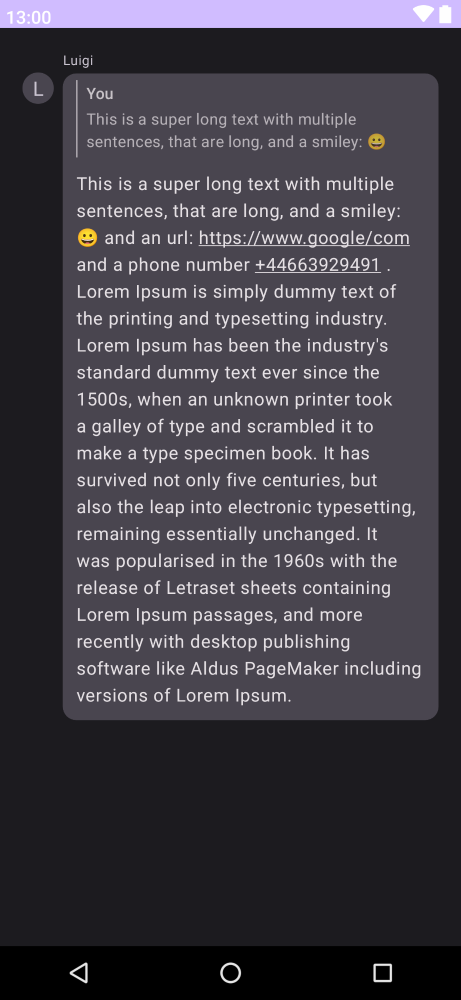 13:00
Luigi
L
You
This is a super long text with multiple
sentences, that are long, and a smiley: 😀
This is a super long text with multiple
sentences, that are long, and a smiley:
😀 and an url: https://www.google/com
and a phone number +44663929491 .
Lorem Ipsum is simply dummy text of
the printing and typesetting industry.
Lorem Ipsum has been the industry's
standard dummy text ever since the
1500s, when an unknown printer took
a galley of type and scrambled it to
make a type specimen book. It has
survived not only five centuries, but
also the leap into electronic typesetting,
remaining essentially unchanged. It
was popularised in the 1960s with the
release of Letraset sheets containing
Lorem Ipsum passages, and more
recently with desktop publishing
software like Aldus PageMaker including
versions of Lorem Ipsum.